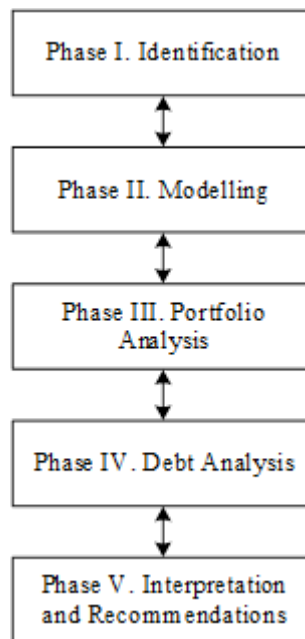 Phase I. Identification
Phase II. Modelling
Phase III. Portfolio
Analysis
Phase IV. Debt Analysis
Phase V. Interpretation
and Recommendations